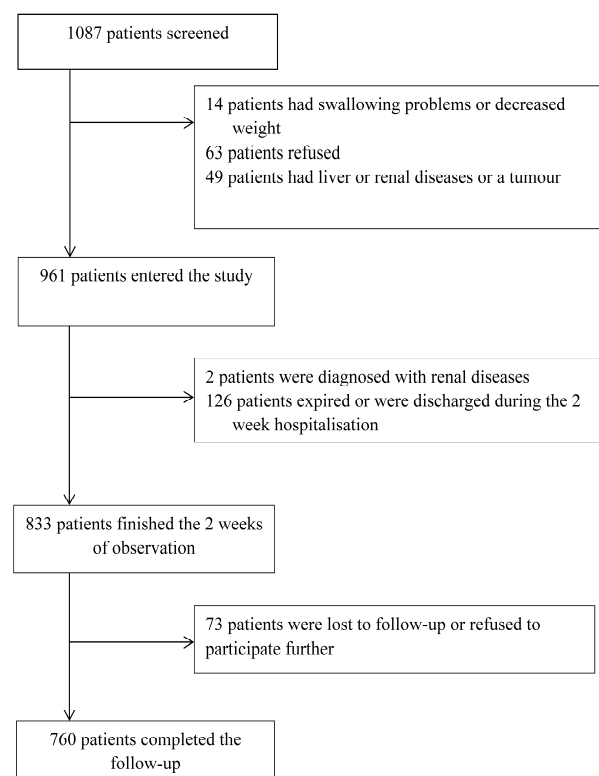 1087 patients screened
14 patients had swallowing problems or decreased
weight
63 patients refused
49 patients had liver or renal diseases or a tumour
961 patients entered the study
2 patients were diagnosed with renal diseases
126 patients expired or were discharged during the 2
week hospitalisation
833 patients finished the 2 weeks
of observation
73 patients were lost to follow-up or refused to
participate further
760 patients completed the
follow-up